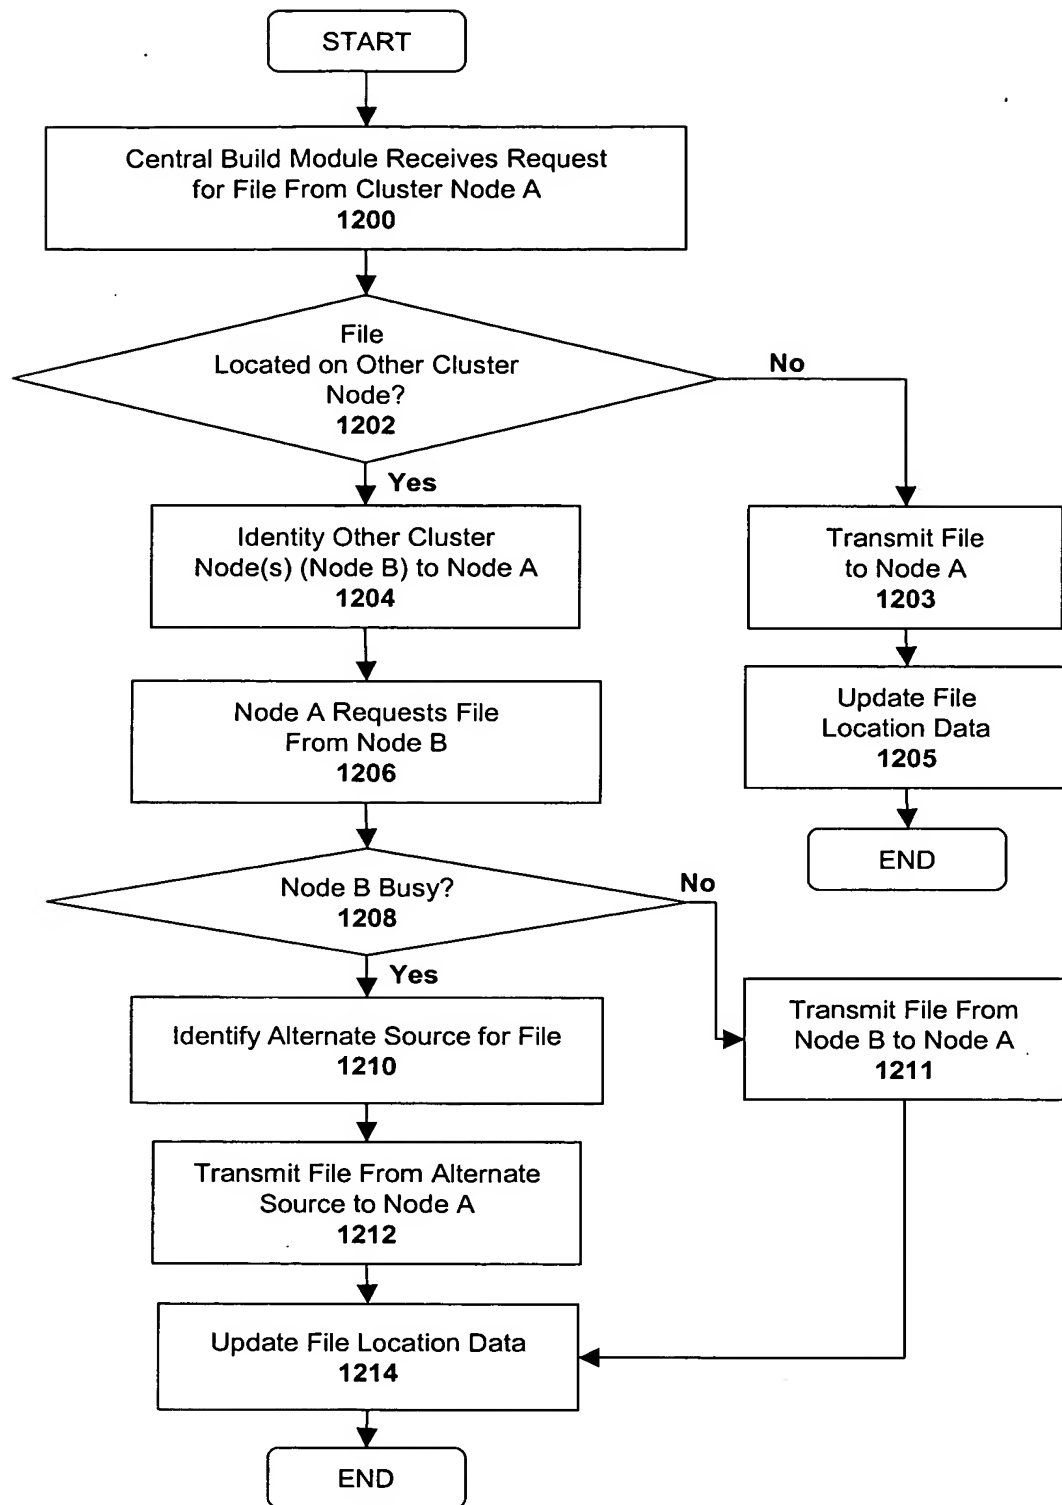 START
Central Build Module Receives Request
for File From Cluster Node A
1200
File
Located on Other Cluster
Node?
1202
No
Yes
Identity Other Cluster
Node(s) (Node B) to Node A
1204
Transmit File
to Node A
1203
Node A Requests File
From Node B
1206
Update File
Location Data
1205
END
Node B Busy?
1208
No
Yes
Identify Alternate Source for File
1210
Transmit File From
Node B to Node A
1211
Transmit File From Alternate
Source to Node A
1212
Update File Location Data
1214
END